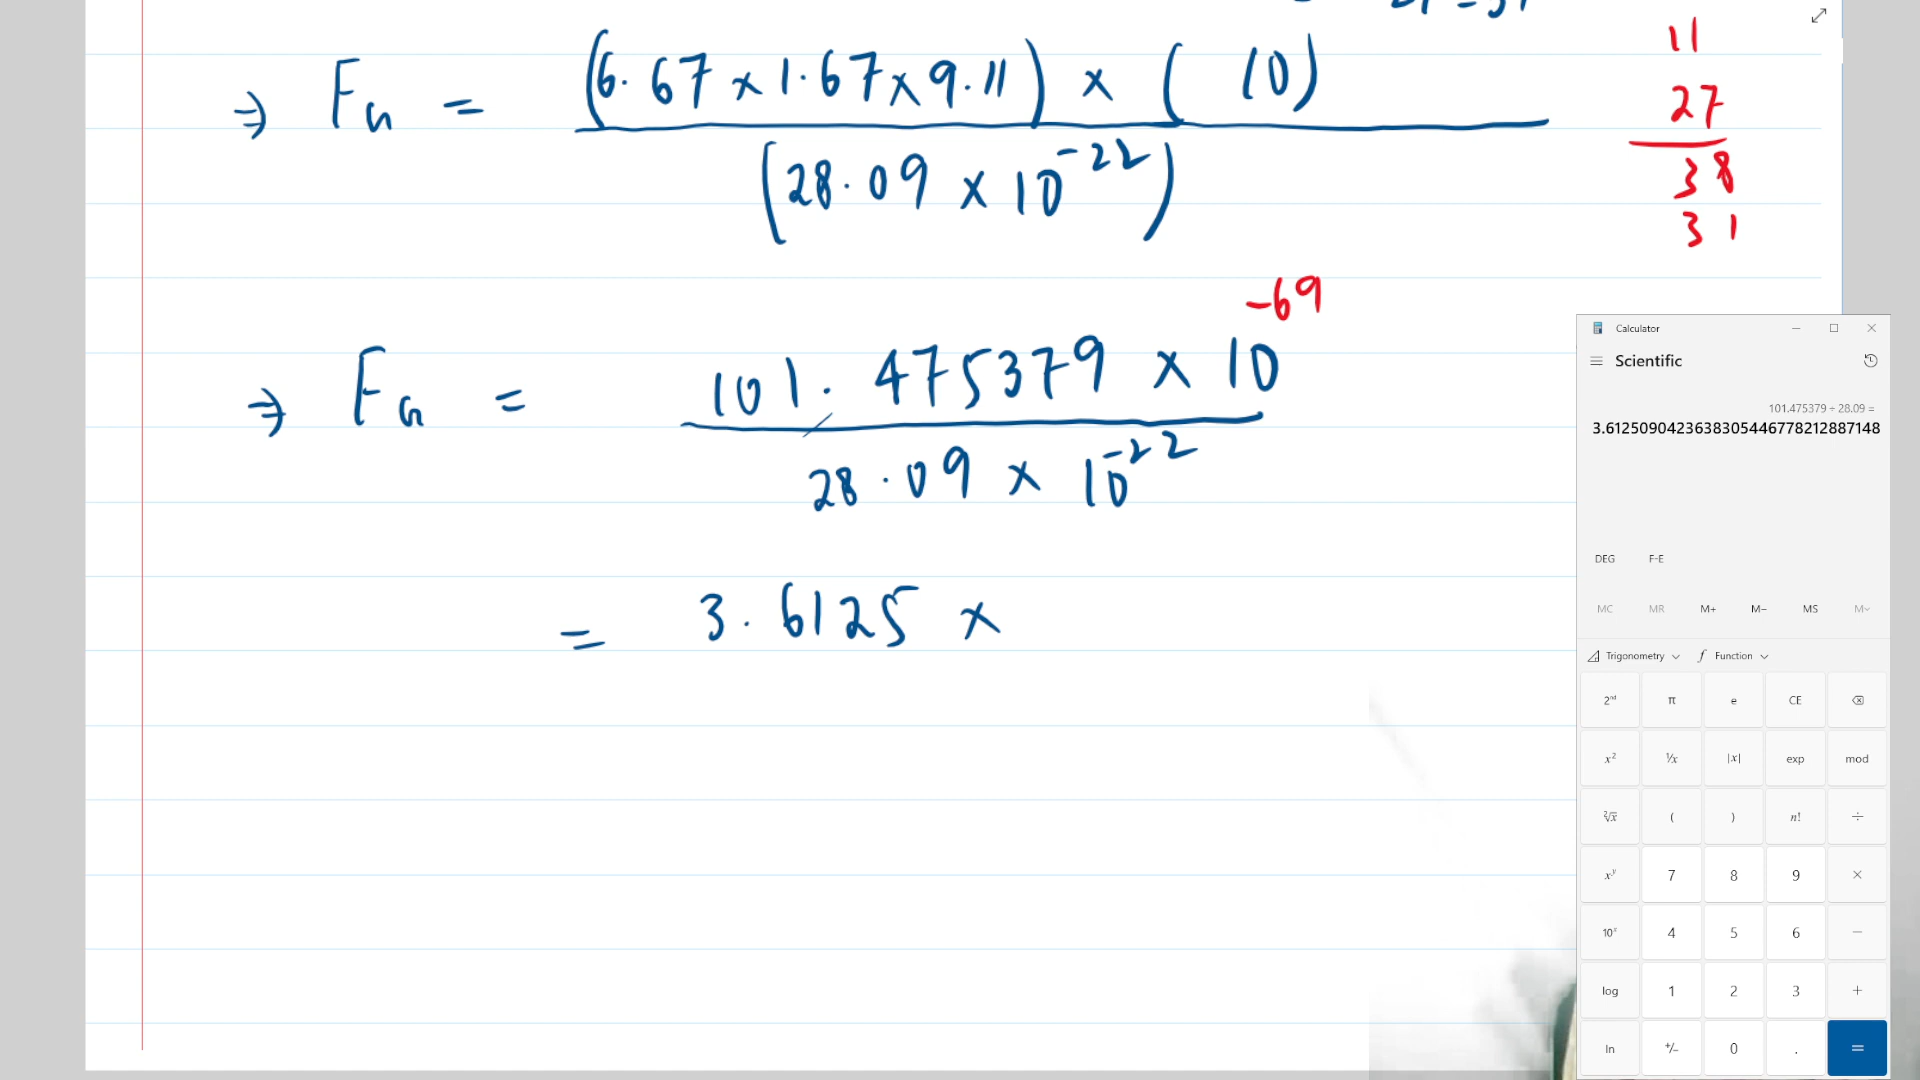 ⇒ F_G = (6.67 x 1.67 x 9.11) x ( 10)
(28.09 x 10^-22)
11
27
38
31
⇒ F_G = 101.475379 x 10^-69
28.09 x 10^-22
= 3.6125 x
Calculator
Scientific
101.475379 ÷ 28.09 =
3.6125090423638305446778212887148
DEG F-E
MC MR M+ M− MS M˅
Trigonometry f Function
2ⁿᵈ π e CE
x² ¹/x |x| exp mod
²√x ( ) n! ÷
xʸ 7 8 9 ×
10ˣ 4 5 6 −
log 1 2 3 +
ln +/− 0 . =